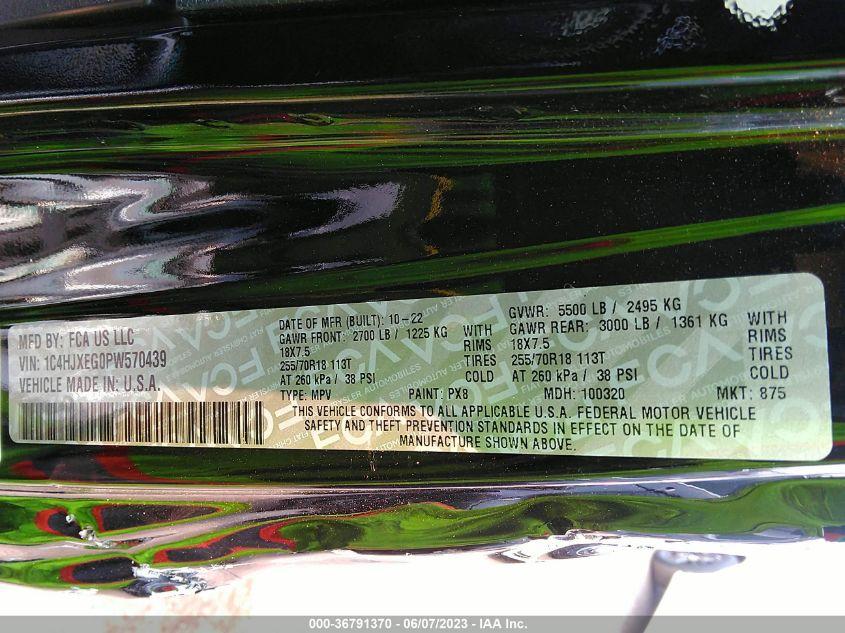 MFD BY: FCA US LLC
VIN: 1C4HJXEG0PW570439
VEHICLE MADE IN: U.S.A.
DATE OF MFR (BUILT): 10-22 GVWR: 5500 LB / 2495 KG
GAWR FRONT: 2700 LB / 1225 KG WITH GAWR REAR: 3000 LB / 1361 KG WITH
18X7.5 RIMS 18X7.5 RIMS
255/70R18 113T TIRES 255/70R18 113T TIRES
AT 260 kPa / 38 PSI COLD AT 260 kPa / 38 PSI COLD
TYPE: MPV PAINT: PX8 MDH: 100320 MKT: 875
THIS VEHICLE CONFORMS TO ALL APPLICABLE U.S.A. FEDERAL MOTOR VEHICLE
SAFETY AND THEFT PREVENTION STANDARDS IN EFFECT ON THE DATE OF
MANUFACTURE SHOWN ABOVE.
000-36791370 - 06/07/2023 - IAA Inc.